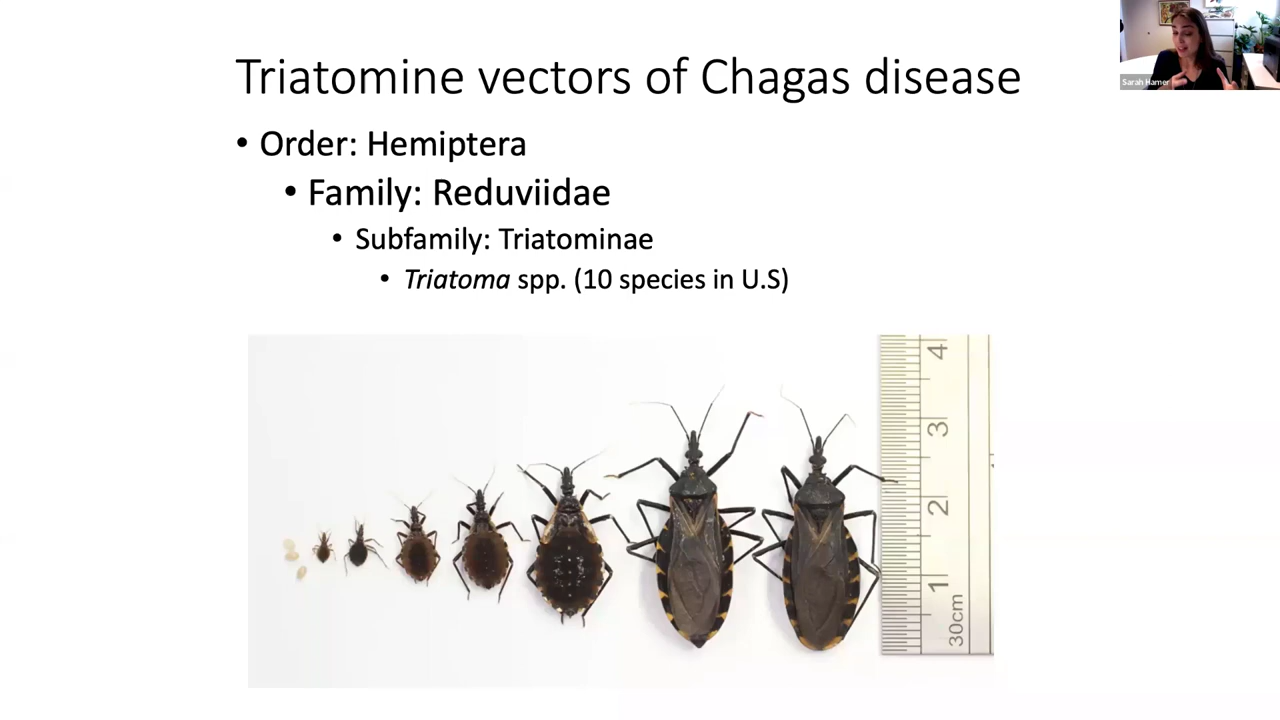 Triatomine vectors of Chagas disease
• Order: Hemiptera
• Family: Reduviidae
• Subfamily: Triatominae
• Triatoma spp. (10 species in U.S)
Sarah Hamer
4
3
2
1
30cm